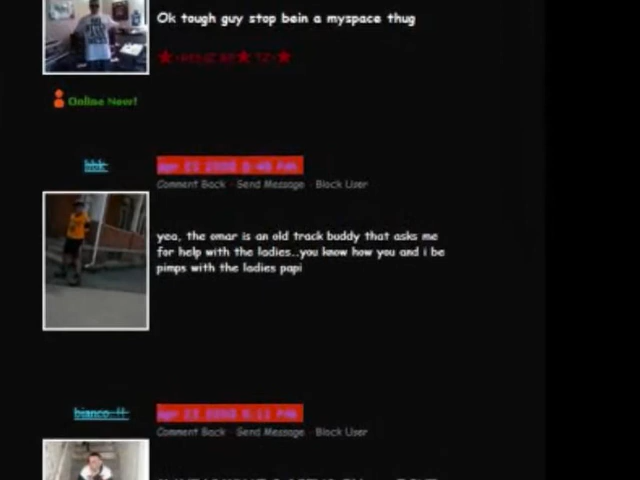 Ok tough guy stop bein a myspace thug
Online Now!
bbk
Comment Back · Send Message · Block User
yea, the omar is an old track buddy that asks me
for help with the ladies..you know how you and i be
pimps with the ladies papi
bianco
Comment Back · Send Message · Block User